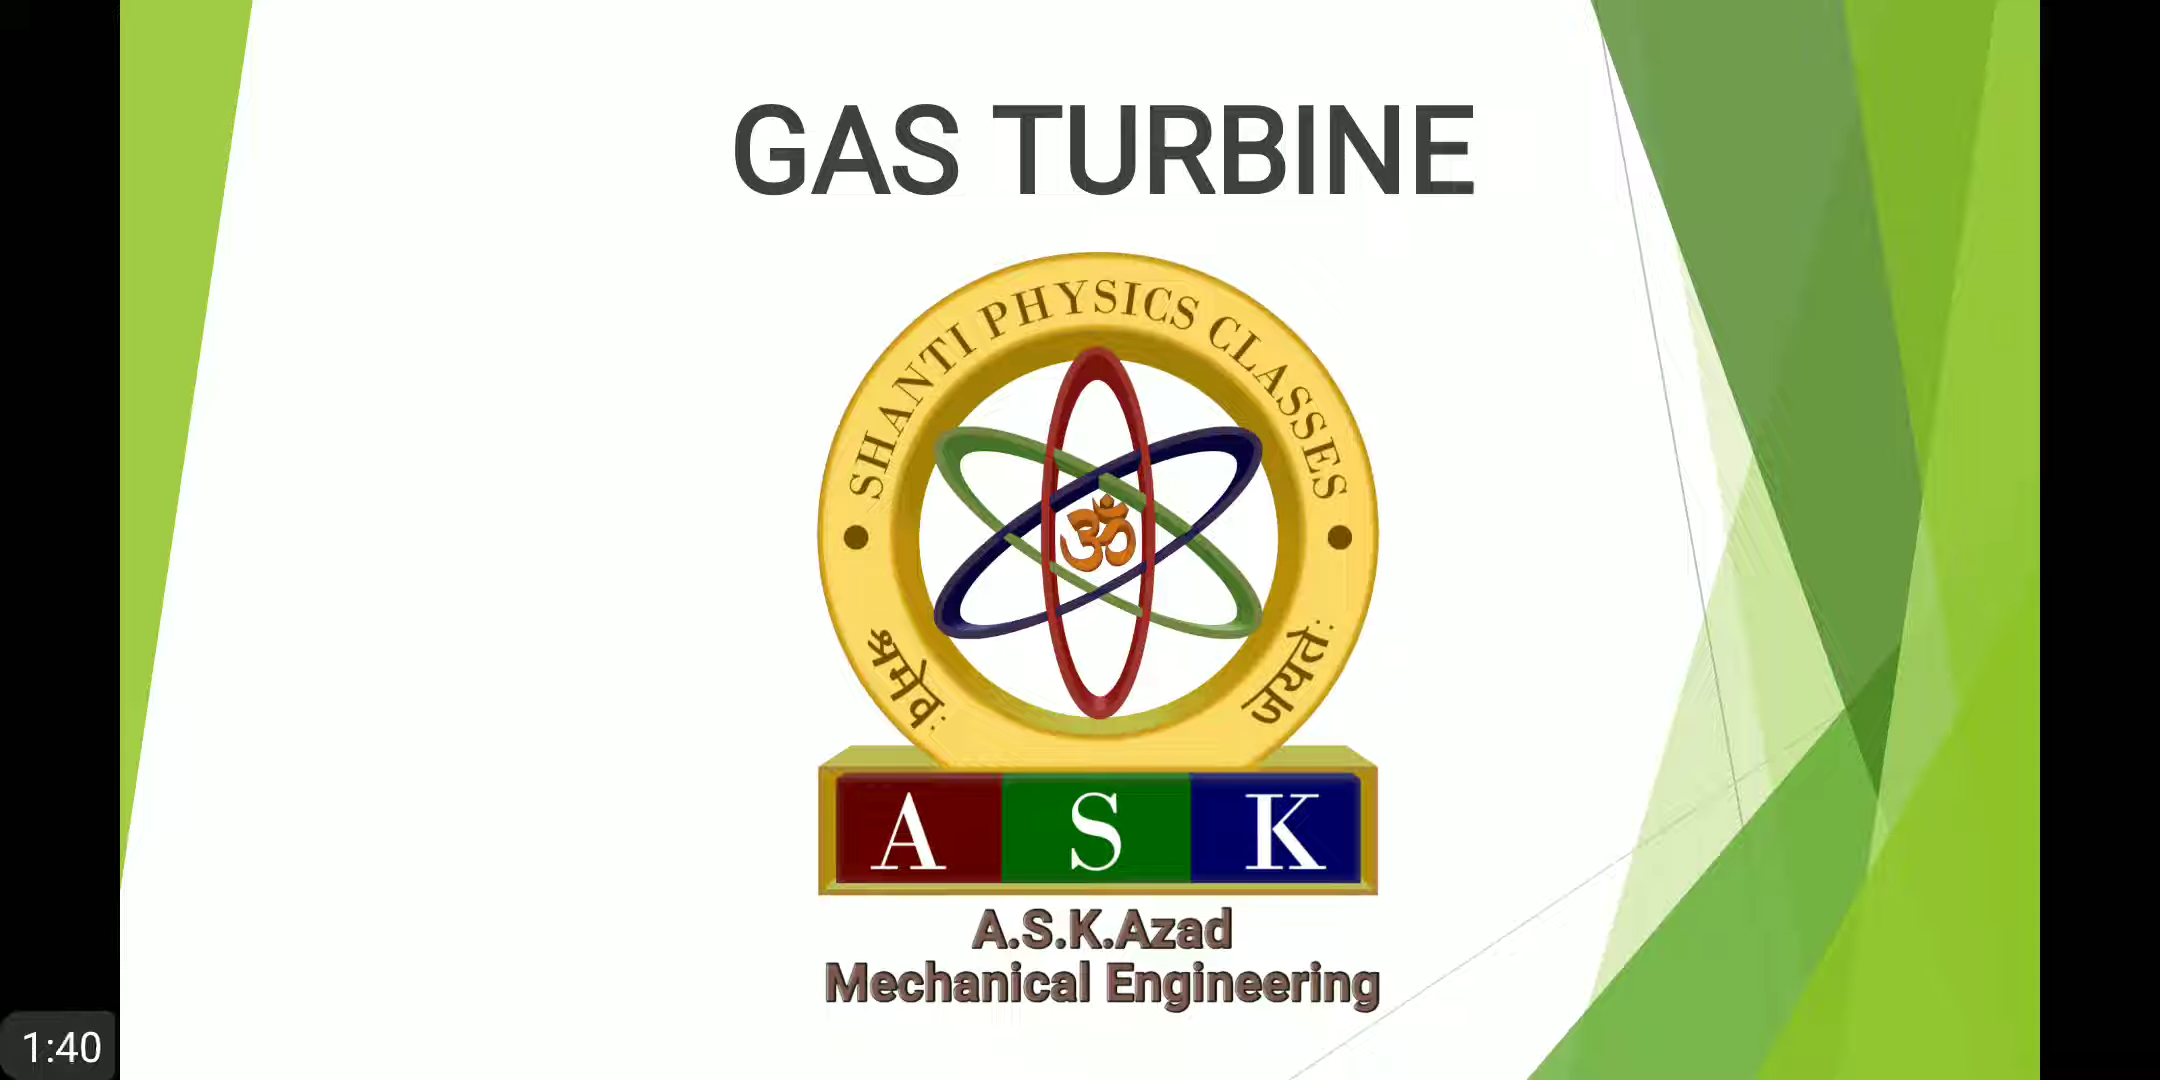 GAS TURBINE
SHANTI PHYSICS CLASSES
ॐ
श्रमेवः
जयतेः
A S K
A.S.K.Azad
Mechanical Engineering
1:40